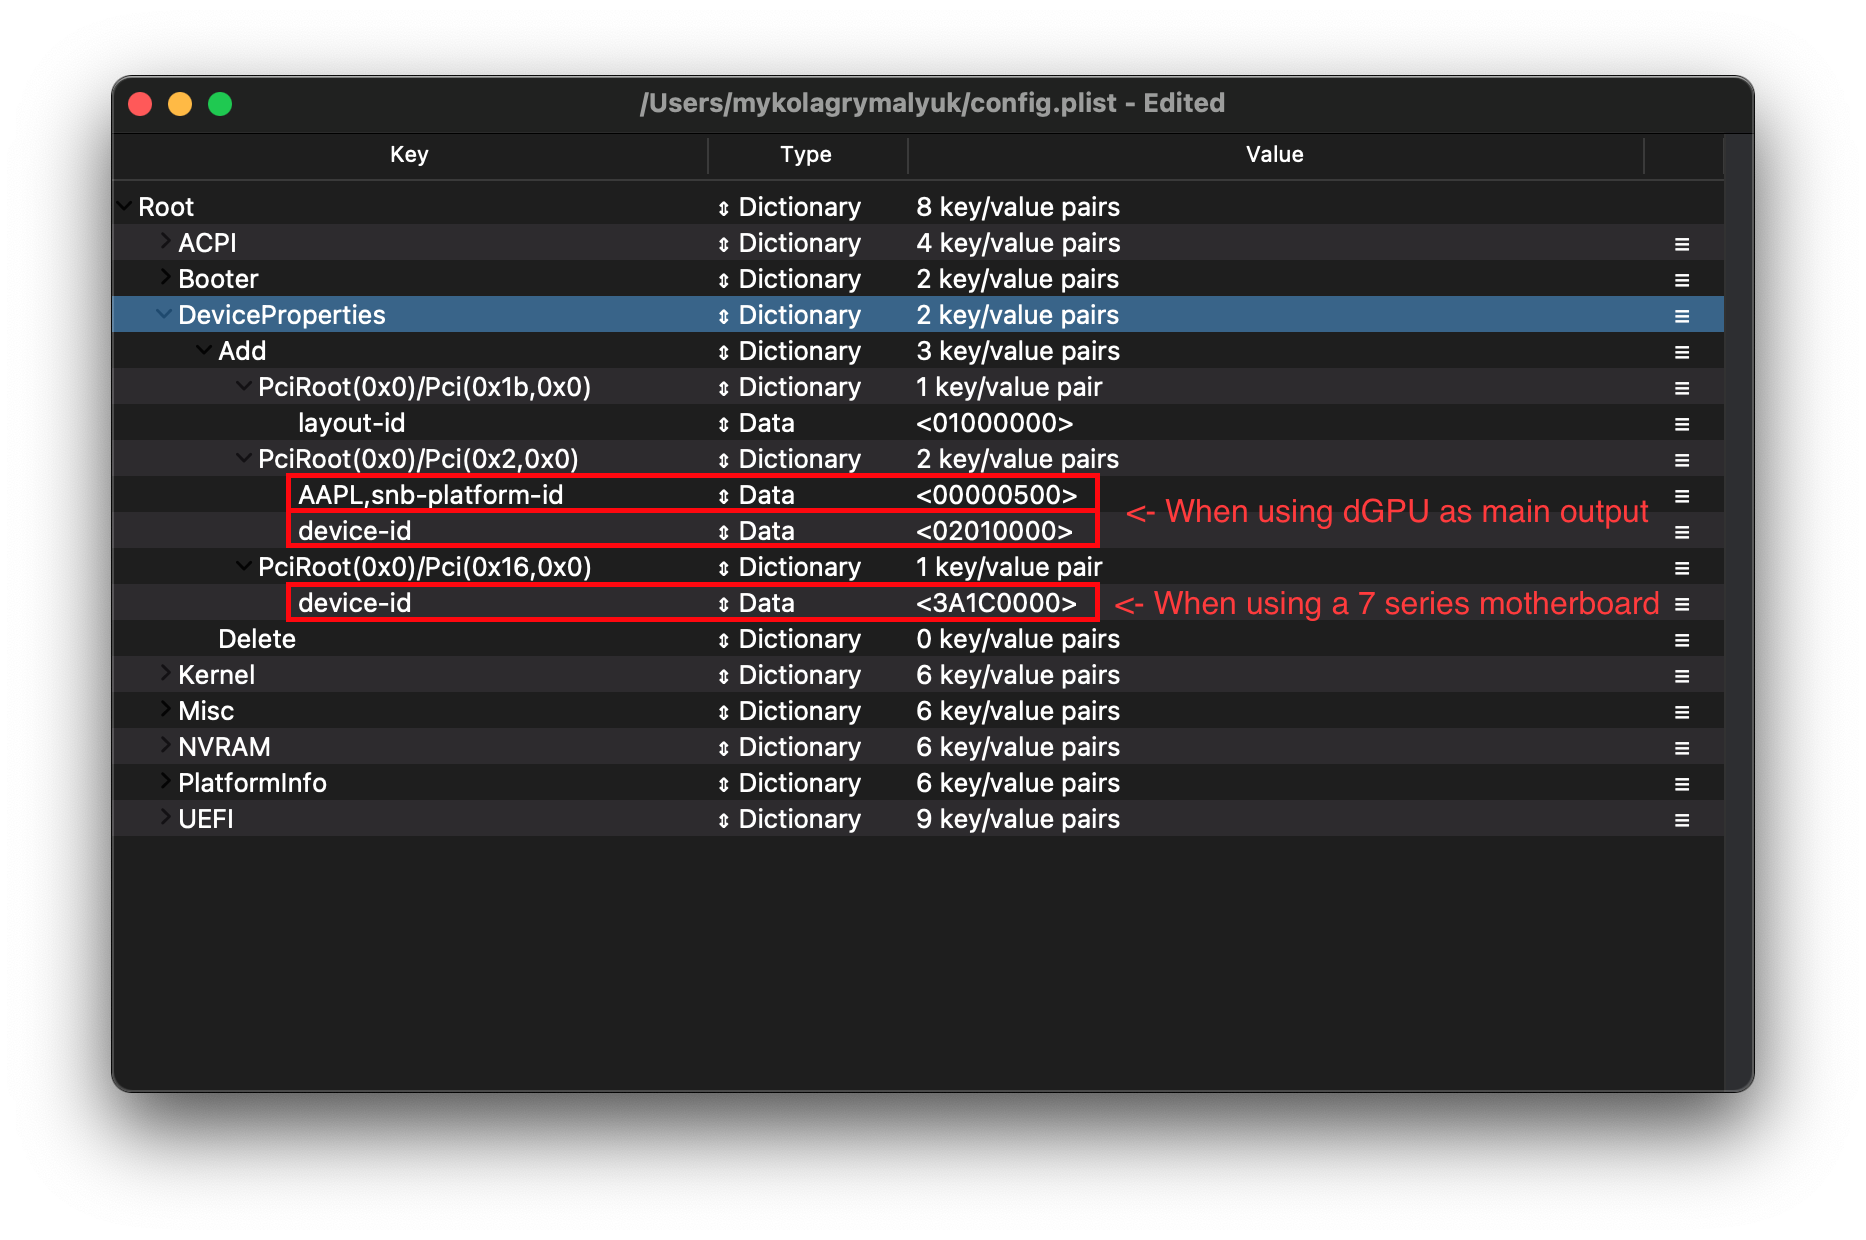 /Users/mykolagrymalyuk/config.plist - Edited
Key Type Value
Root Dictionary 8 key/value pairs
ACPI Dictionary 4 key/value pairs
Booter Dictionary 2 key/value pairs
DeviceProperties Dictionary 2 key/value pairs
Add Dictionary 3 key/value pairs
PciRoot(0x0)/Pci(0x1b,0x0) Dictionary 1 key/value pair
layout-id Data <01000000>
PciRoot(0x0)/Pci(0x2,0x0) Dictionary 2 key/value pairs
AAPL,snb-platform-id Data <00000500>
<- When using dGPU as main output
device-id Data <02010000>
PciRoot(0x0)/Pci(0x16,0x0) Dictionary 1 key/value pair
device-id Data <3A1C0000> <- When using a 7 series motherboard
Delete Dictionary 0 key/value pairs
Kernel Dictionary 6 key/value pairs
Misc Dictionary 6 key/value pairs
NVRAM Dictionary 6 key/value pairs
PlatformInfo Dictionary 6 key/value pairs
UEFI Dictionary 9 key/value pairs